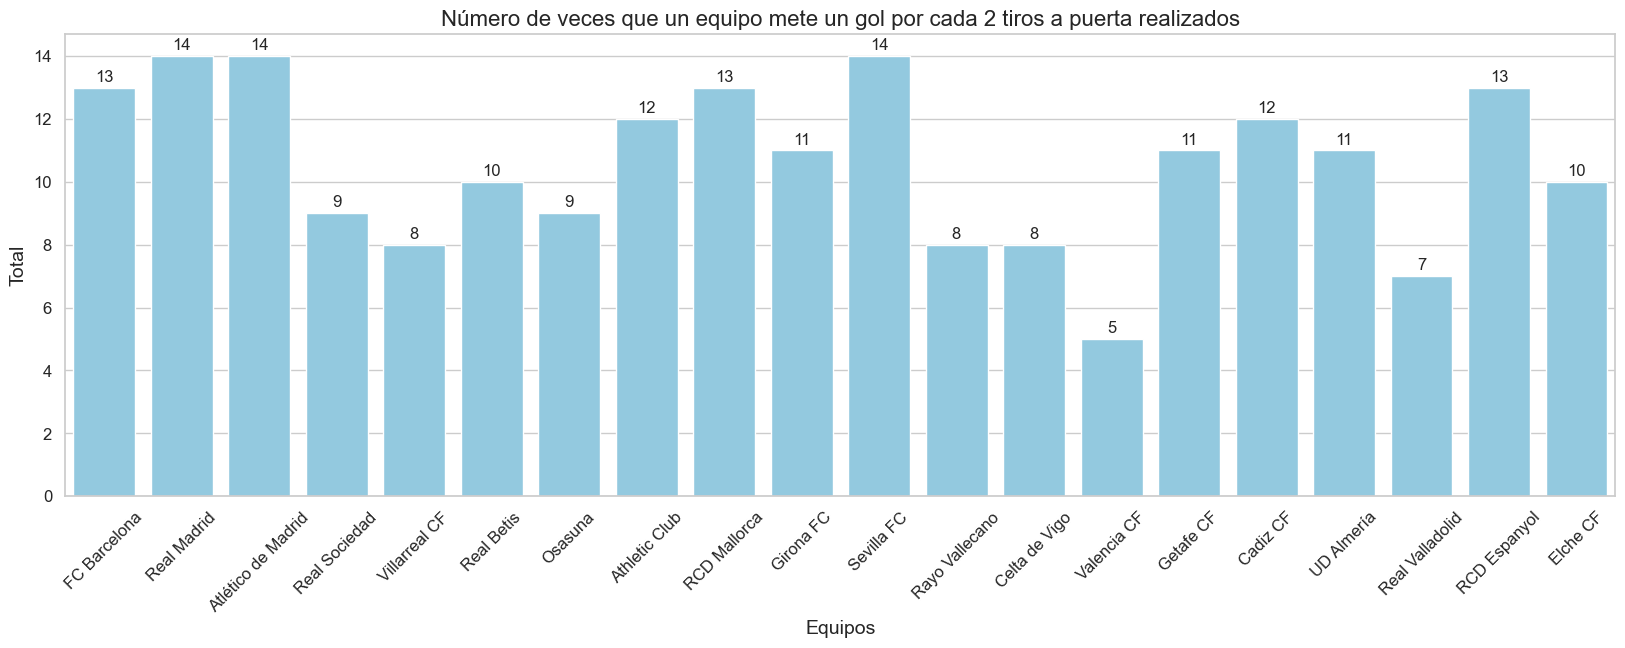 Número de veces que un equipo mete un gol por cada 2 tiros a puerta realizados
Total
14
12
10
8
6
4
2
0
13
14
14
9
8
10
9
12
13
11
14
8
8
5
11
12
11
7
13
10
FC Barcelona
Real Madrid
Atlético de Madrid
Real Sociedad
Villarreal CF
Real Betis
Osasuna
Athletic Club
RCD Mallorca
Girona FC
Sevilla FC
Rayo Vallecano
Celta de Vigo
Valencia CF
Getafe CF
Cadiz CF
UD Almería
Real Valladolid
RCD Espanyol
Elche CF
Equipos